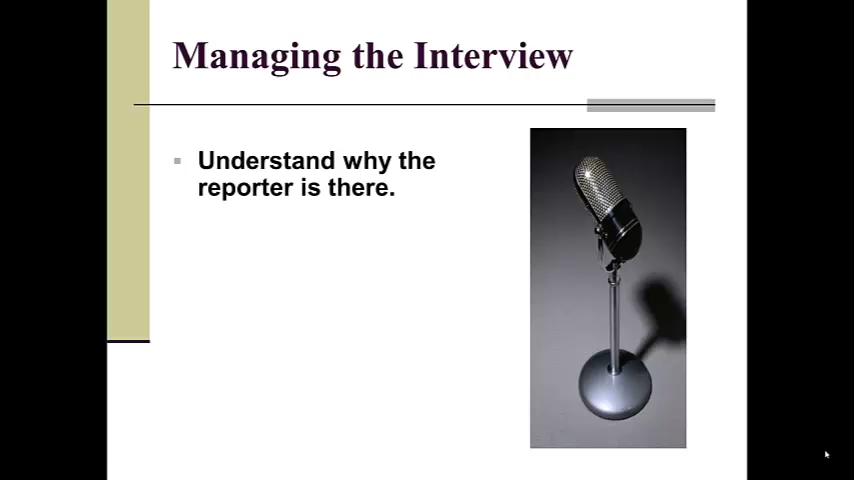 Managing the Interview
Understand why the
reporter is there.